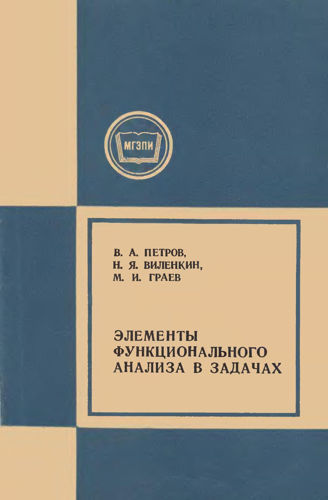 МГЗПИ
В. А. ПЕТРОВ,
Н. Я. ВИЛЕНКИН,
М. И. ГРАЕВ
ЭЛЕМЕНТЫ
ФУНКЦИОНАЛЬНОГО
АНАЛИЗА В ЗАДАЧАХ